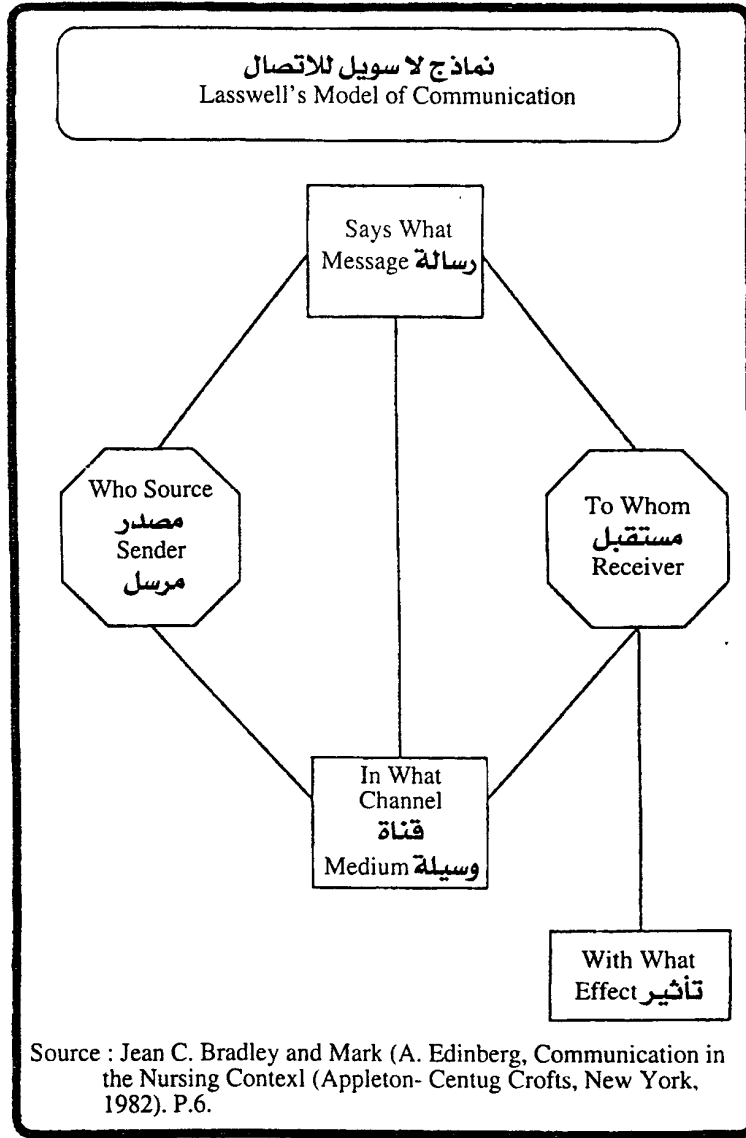 نماذج لا سويل للاتصال
Lasswell's Model of Communication
Says What
Message رسالة
Who Source
مصدر
Sender
مرسل
To Whom
مستقبل
Receiver
In What
Channel
قناة
Medium وسيلة
With What
Effect تأثير
Source : Jean C. Bradley and Mark (A. Edinberg, Communication in
the Nursing Contexl (Appleton- Centug Crofts, New York,
1982). P.6.